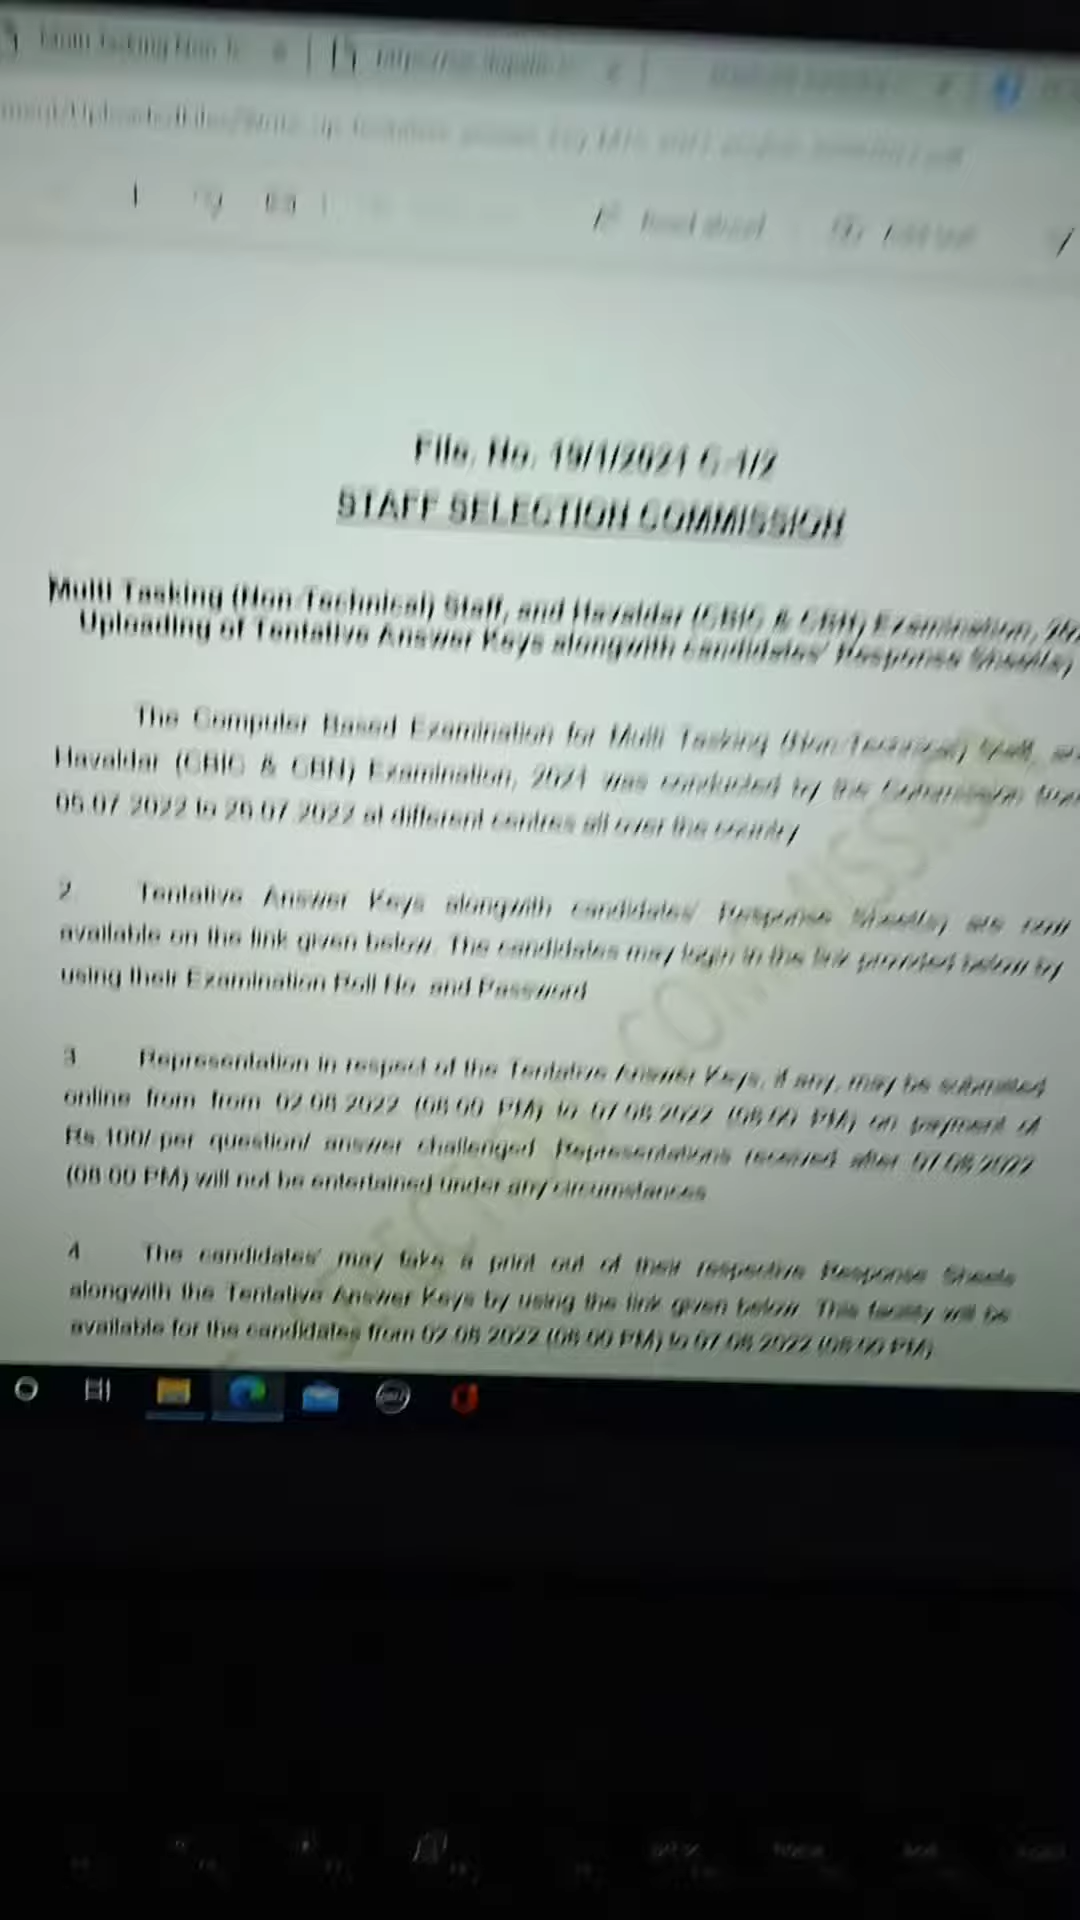 File. No. 19/1/2021 C-1/2
STAFF SELECTION COMMISSION
Multi Tasking (Non-Technical) Staff, and Havaldar (CBIC & CBN) Examination,
Uploading of Tentative Answer Keys alongwith candidates' Response Sheet(s)
The Computer Based Examination for Multi Tasking (Non-Technical) Staff,
Havaldar (CBIC & CBN) Examination, 2021 was conducted by the Commission from
05.07.2022 to 26.07.2022 at different centres all over the country
2. Tentative Answer Keys alongwith candidates' Response Sheet(s) are now
available on the link given below. The candidates may login in the link provided below by
using their Examination Roll No. and Password
3. Representation in respect of the Tentative Answer Keys, if any, may be submitted
online from from 02.08.2022 (08:00 PM) to 07.08.2022 (08:00 PM) on payment of
Rs. 100/- per question/ answer challenged. Representations received after 07.08.2022
(08:00 PM) will not be entertained under any circumstances
4. The candidates' may take a print out of their respective Response Sheets
alongwith the Tentative Answer Keys by using the link given below. This facility will be
available for the candidates from 02.08.2022 (08:00 PM) to 07.08.2022 (08:00 PM)